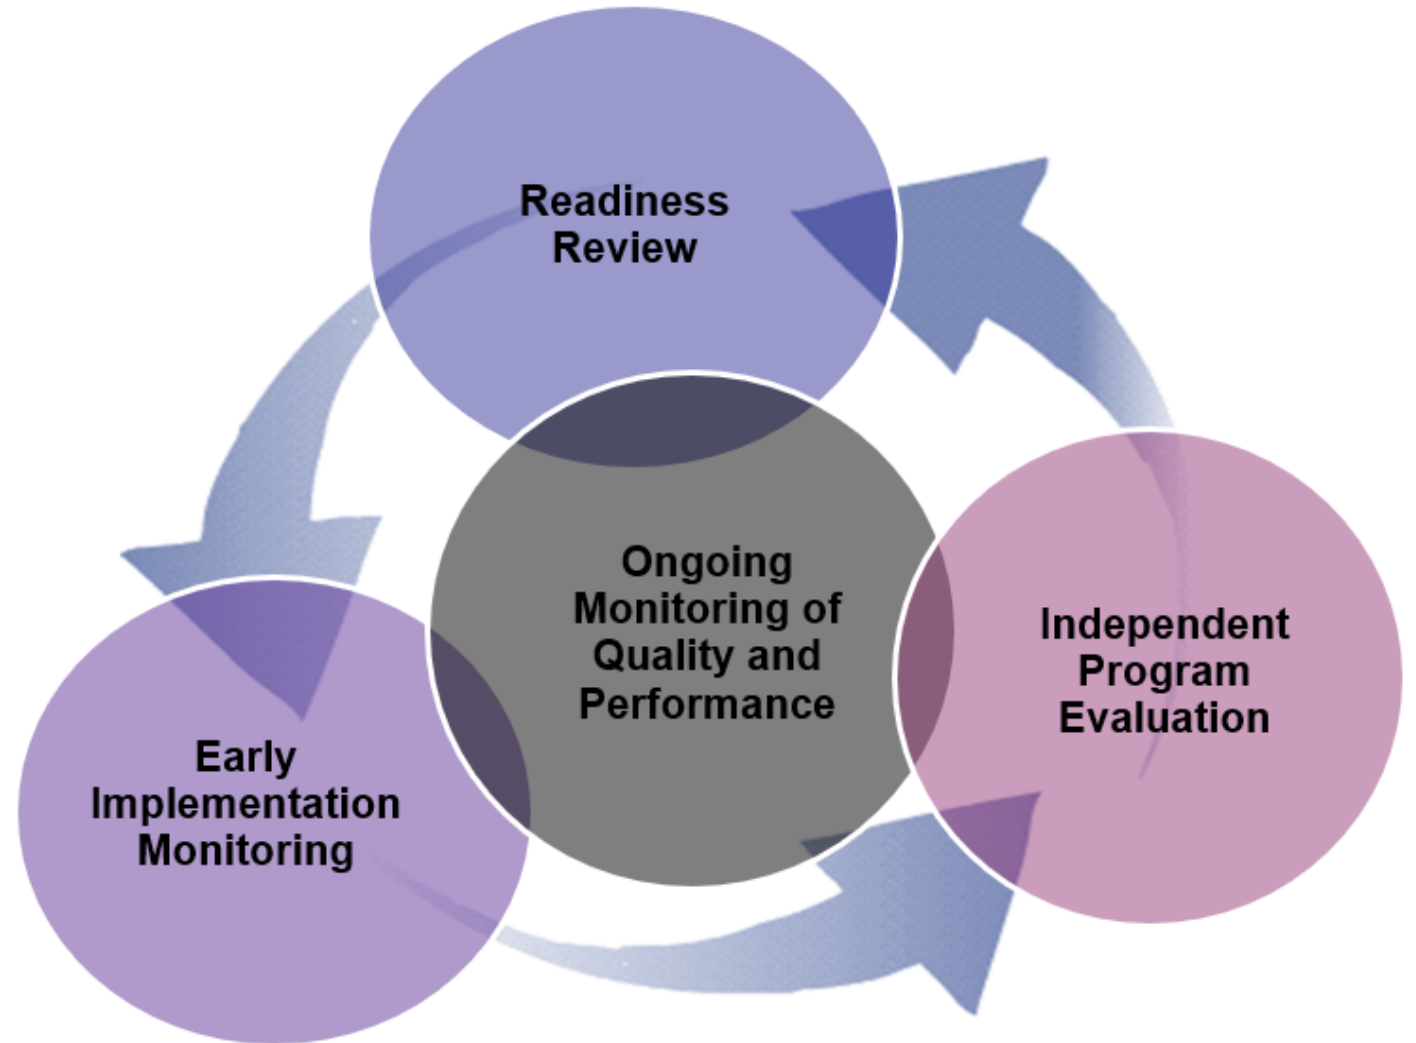 Readiness
Review
Ongoing
Monitoring of
Quality and
Performance
Independent
Program
Evaluation
Early
Implementation
Monitoring